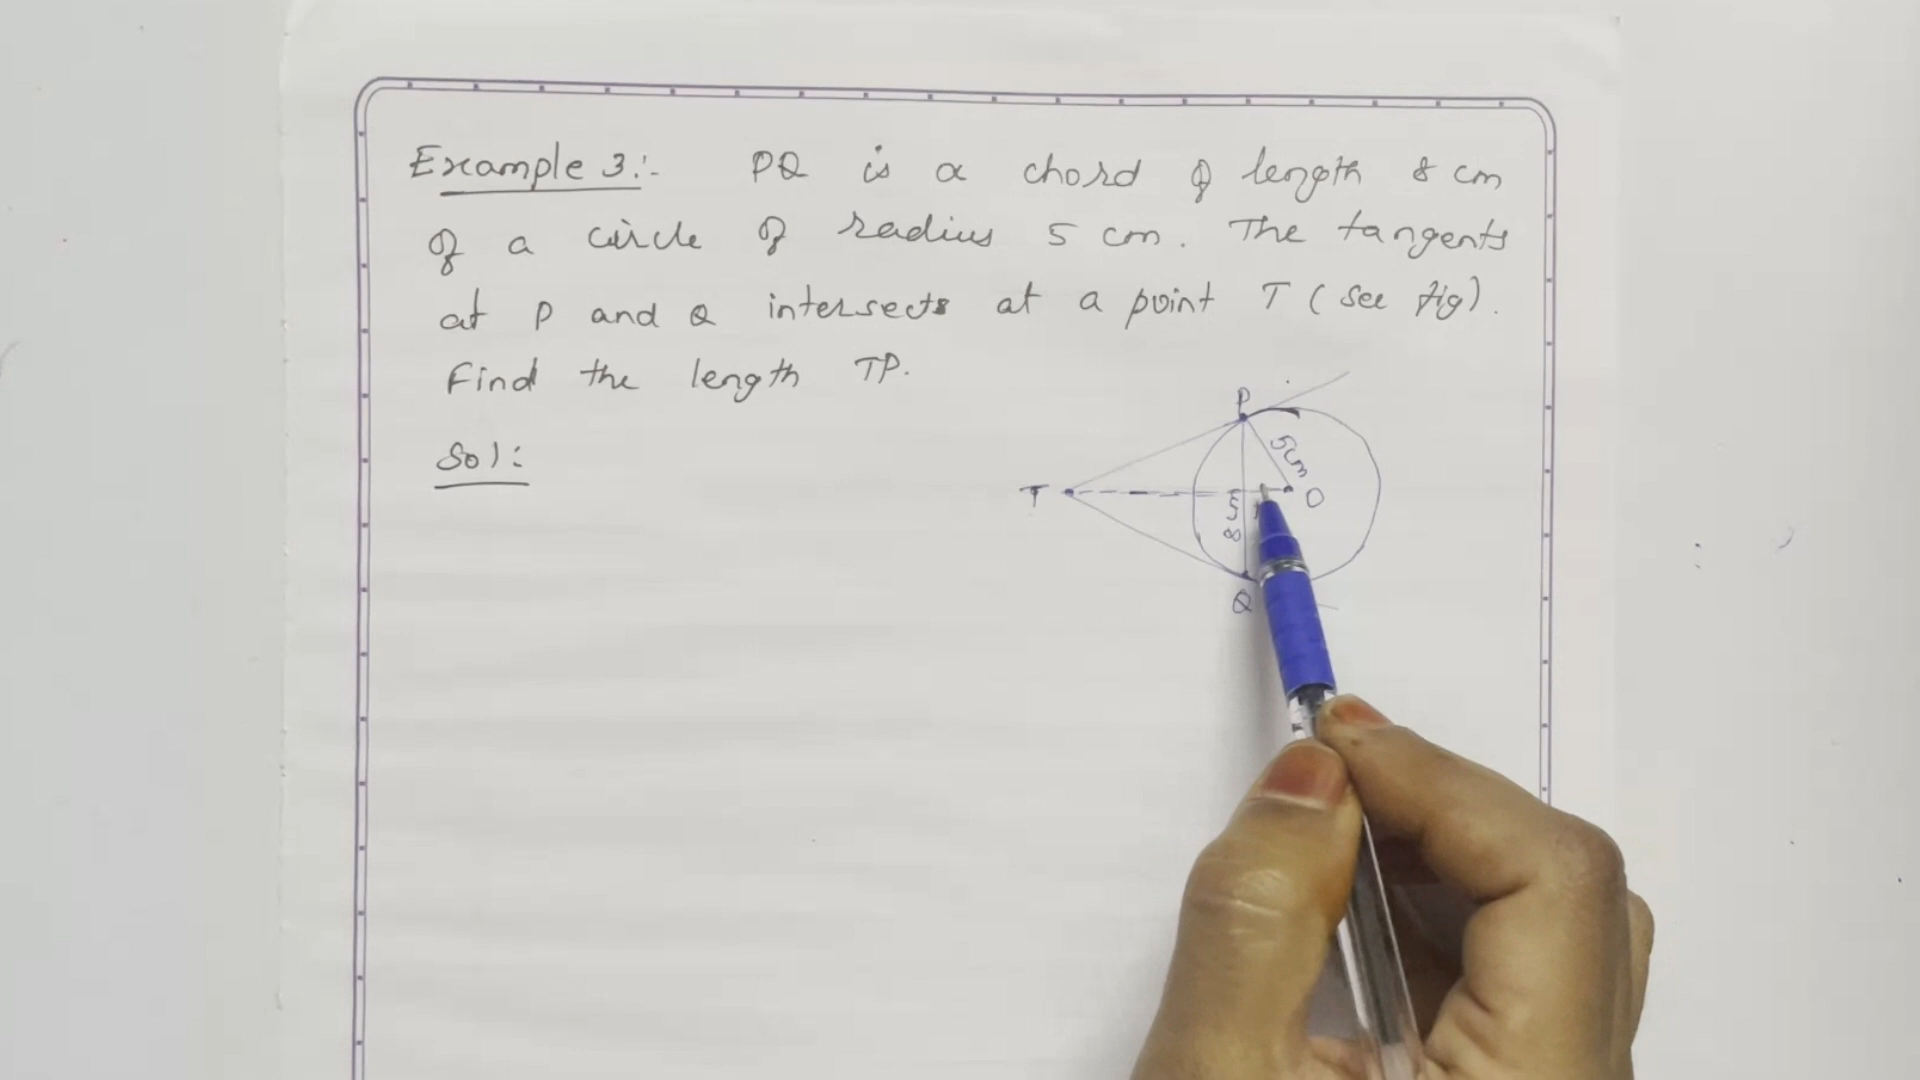 Example 3:- PQ is a chord of length 8 cm
of a circle of radius 5 cm. The tangents
at P and Q intersects at a point T (see fig).
Find the length TP.
Sol:
P
5cm
T
O
8
Q